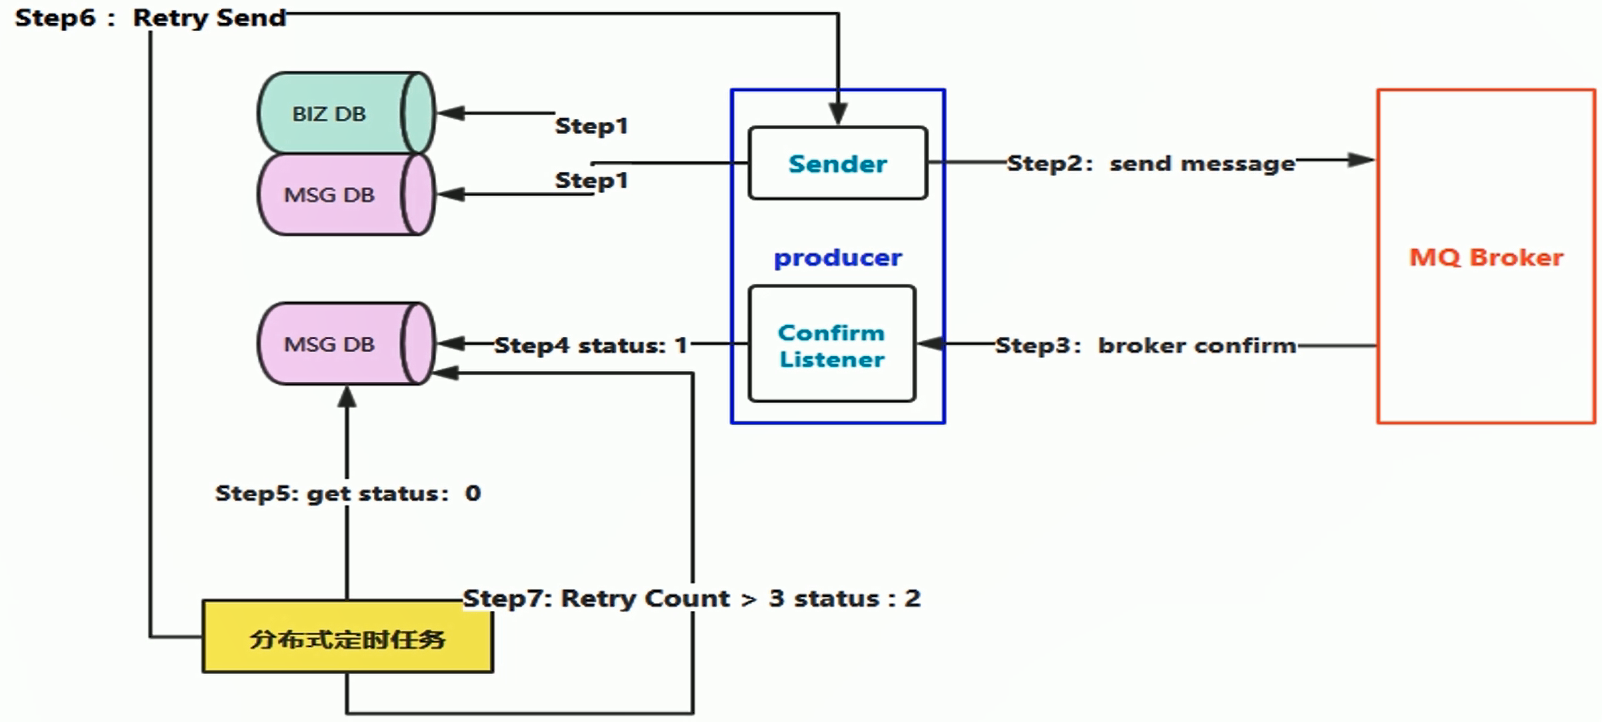 Step6： Retry Send
BIZ DB
Step1
MSG DB
Step1
Sender
Step2： send message
producer
MQ Broker
MSG DB
Step4 status: 1
Confirm
Listener
Step3： broker confirm
Step5: get status： 0
Step7: Retry Count > 3 status : 2
分布式定时任务